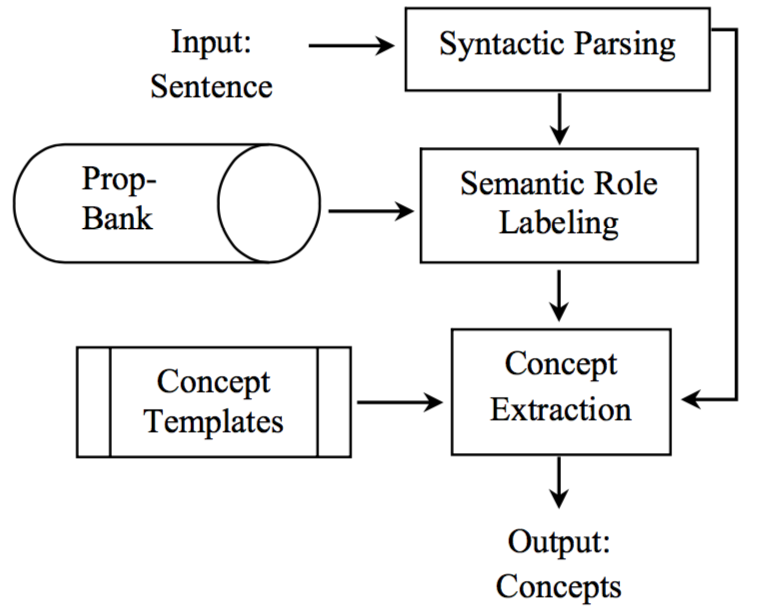 Input:
Sentence
Syntactic Parsing
Prop-
Bank
Semantic Role
Labeling
Concept
Templates
Concept
Extraction
Output:
Concepts